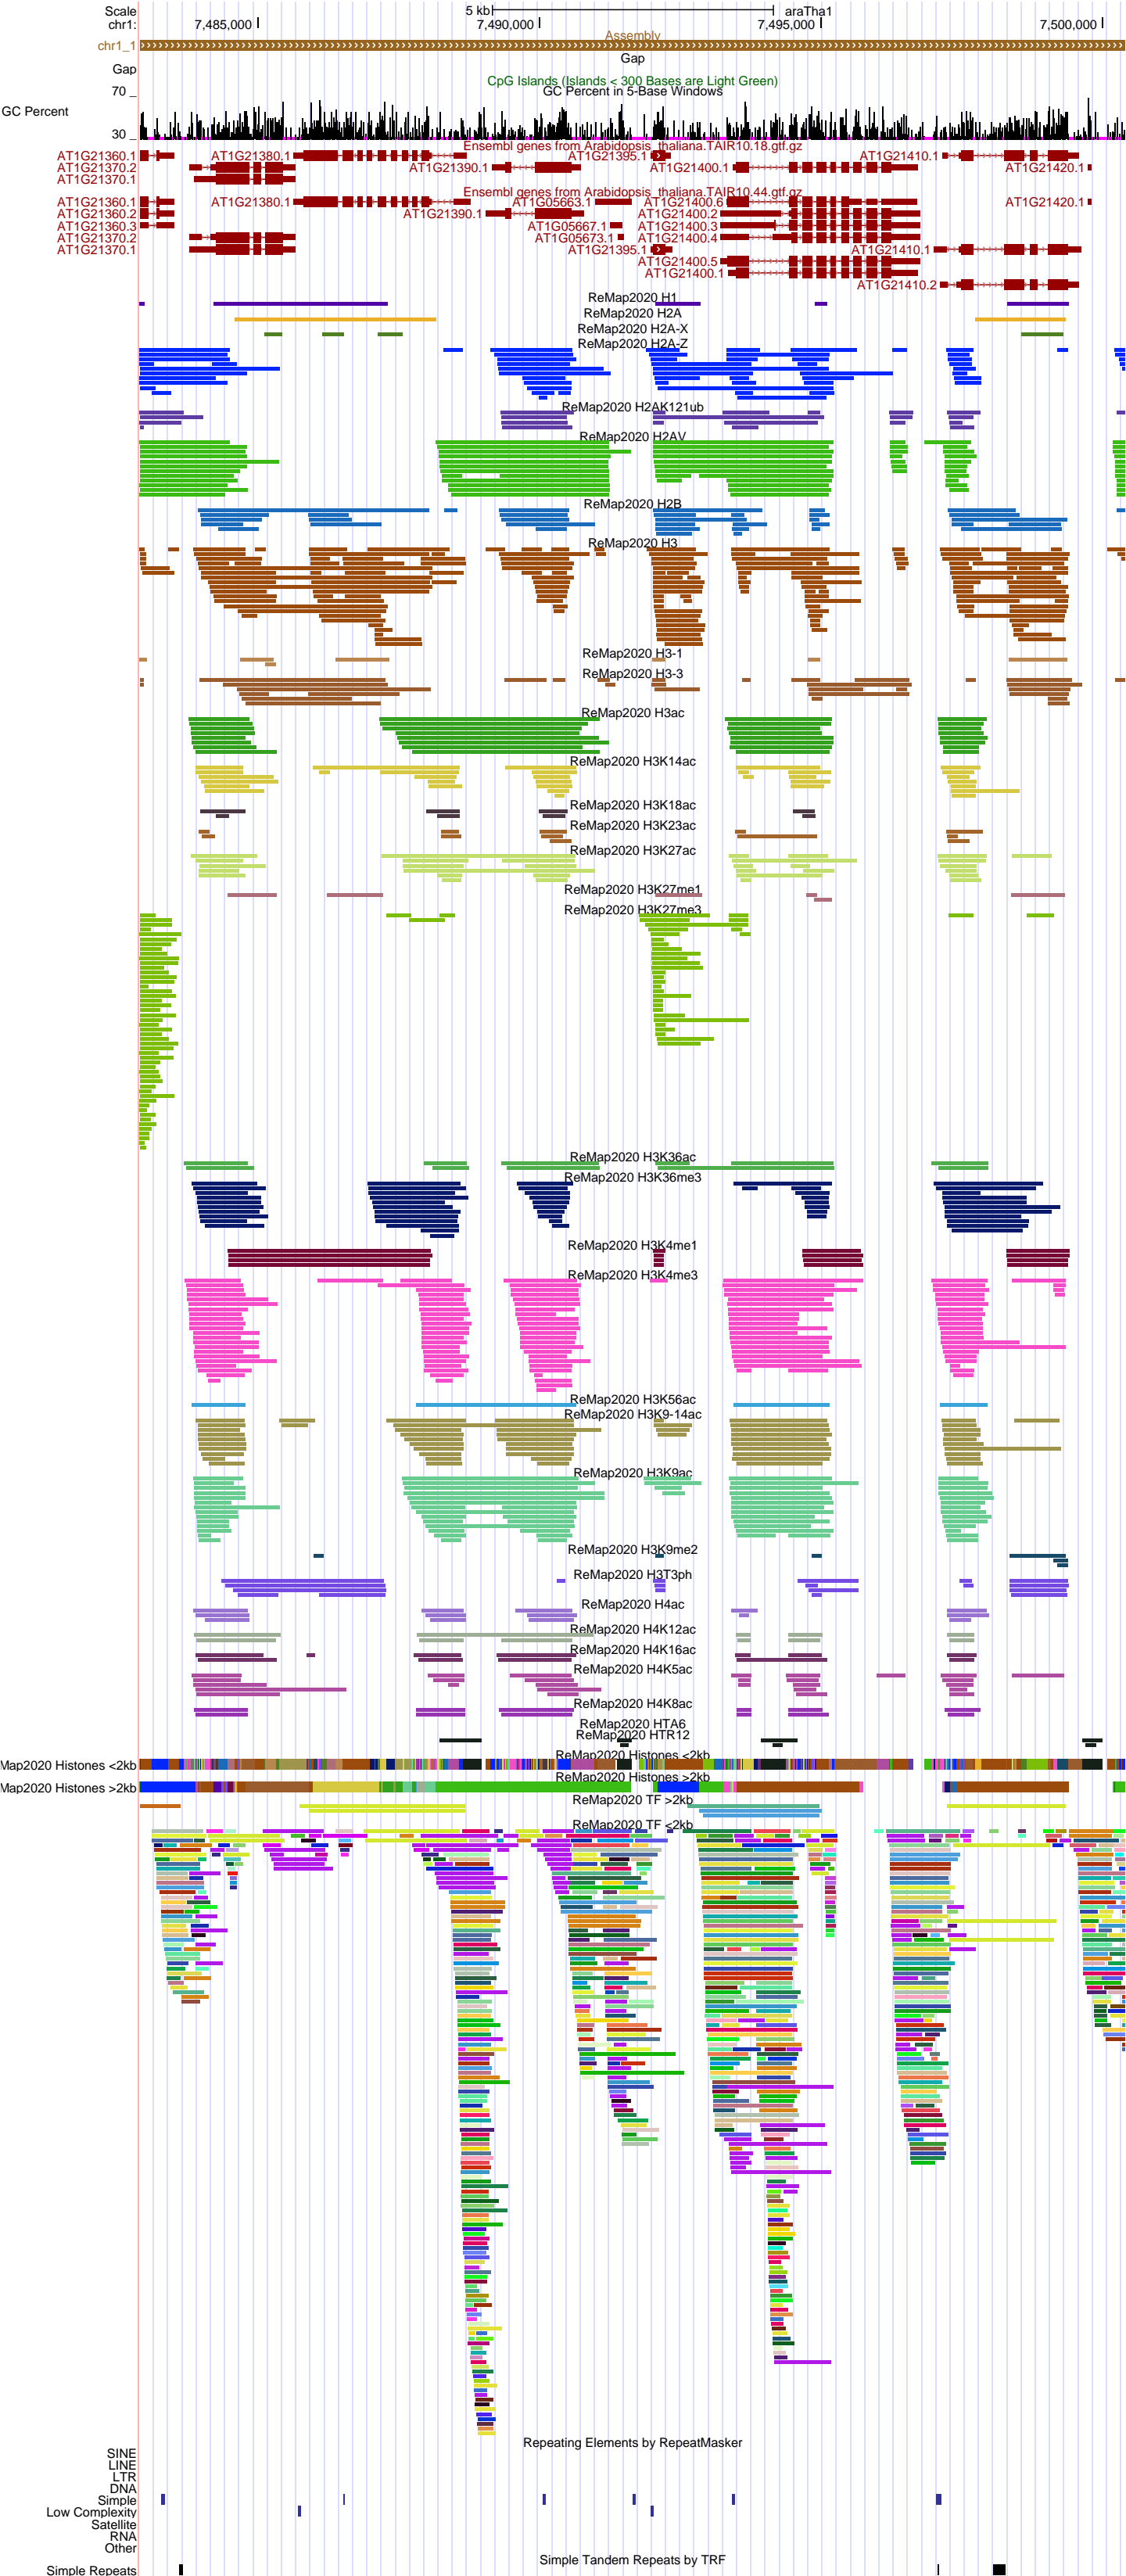 Scale 5 kb araTha1
chr1: 7,485,000 7,490,000 7,495,000 7,500,000
Assembly
chr1_1
Gap
Gap
CpG Islands (Islands < 300 Bases are Light Green)
GC Percent in 5-Base Windows
70 _
GC Percent
30 _
Ensembl genes from Arabidopsis_thaliana.TAIR10.18.gtf.gz
AT1G21360.1 AT1G21380.1 AT1G21395.1 AT1G21410.1
AT1G21370.2 AT1G21390.1 AT1G21400.1 AT1G21420.1
AT1G21370.1
Ensembl genes from Arabidopsis_thaliana.TAIR10.44.gtf.gz
AT1G21360.1 AT1G21380.1 AT1G05663.1 AT1G21400.6 AT1G21420.1
AT1G21360.2 AT1G21390.1 AT1G21400.2
AT1G21360.3 AT1G05667.1 AT1G21400.3
AT1G21370.2 AT1G05673.1 AT1G21400.4
AT1G21370.1 AT1G21395.1 AT1G21410.1
AT1G21400.5
AT1G21400.1
AT1G21410.2
ReMap2020 H1
ReMap2020 H2A
ReMap2020 H2A-X
ReMap2020 H2A-Z
ReMap2020 H2AK121ub
ReMap2020 H2AV
ReMap2020 H2B
ReMap2020 H3
ReMap2020 H3-1
ReMap2020 H3-3
ReMap2020 H3ac
ReMap2020 H3K14ac
ReMap2020 H3K18ac
ReMap2020 H3K23ac
ReMap2020 H3K27ac
ReMap2020 H3K27me1
ReMap2020 H3K27me3
ReMap2020 H3K36ac
ReMap2020 H3K36me3
ReMap2020 H3K4me1
ReMap2020 H3K4me3
ReMap2020 H3K56ac
ReMap2020 H3K9-14ac
ReMap2020 H3K9ac
ReMap2020 H3K9me2
ReMap2020 H3T3ph
ReMap2020 H4ac
ReMap2020 H4K12ac
ReMap2020 H4K16ac
ReMap2020 H4K5ac
ReMap2020 H4K8ac
ReMap2020 HTA6
ReMap2020 HTR12
ReMap2020 Histones <2kb
Map2020 Histones <2kb
ReMap2020 Histones >2kb
Map2020 Histones >2kb
ReMap2020 TF >2kb
ReMap2020 TF <2kb
Repeating Elements by RepeatMasker
SINE
LINE
LTR
DNA
Simple
Low Complexity
Satellite
RNA
Other
Simple Tandem Repeats by TRF
Simple Repeats